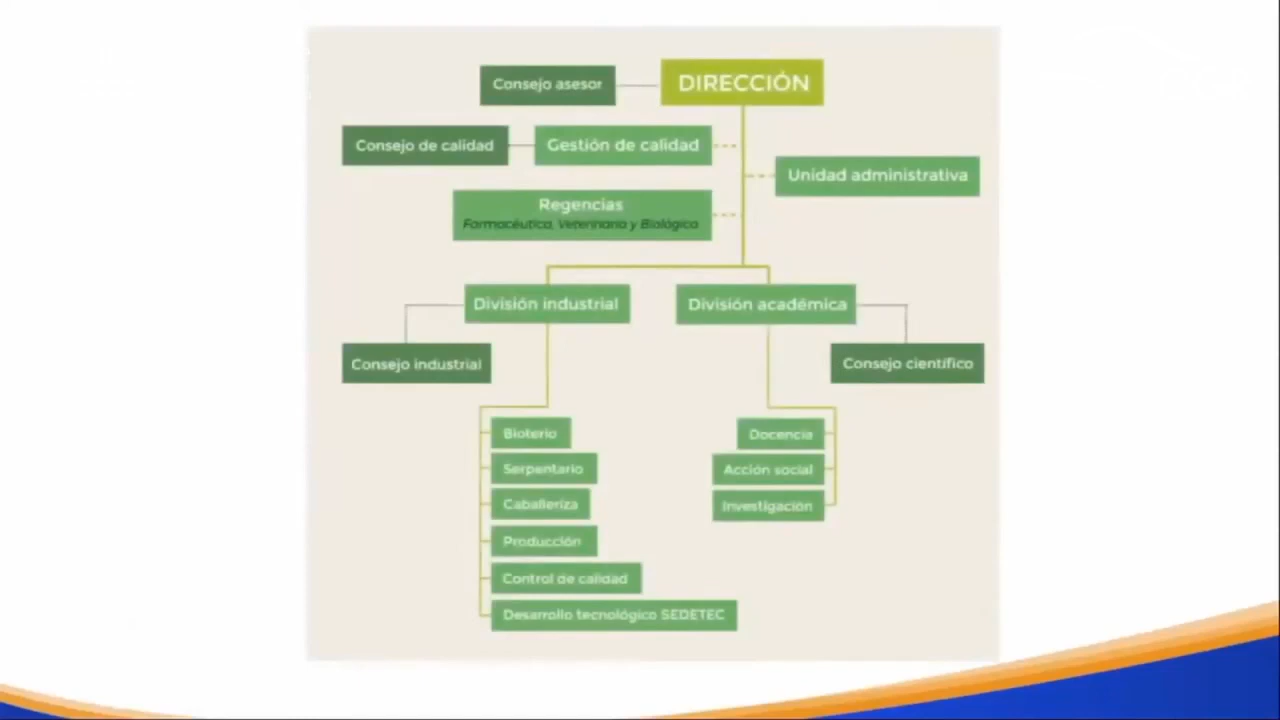 DIRECCIÓN
Consejo asesor
Consejo de calidad
Gestión de calidad
Unidad administrativa
Regencias
Farmacéutica, Veterinaria y Biológica
División industrial
División académica
Consejo industrial
Consejo científico
Bioterio
Serpentario
Caballeriza
Producción
Control de calidad
Desarrollo tecnológico SEDETEC
Docencia
Acción social
Investigación